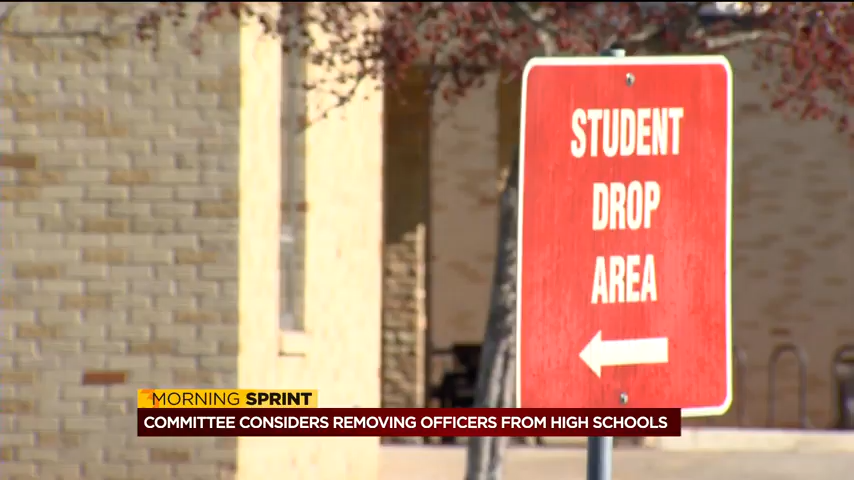 STUDENT
DROP
AREA
MORNING SPRINT
COMMITTEE CONSIDERS REMOVING OFFICERS FROM HIGH SCHOOLS